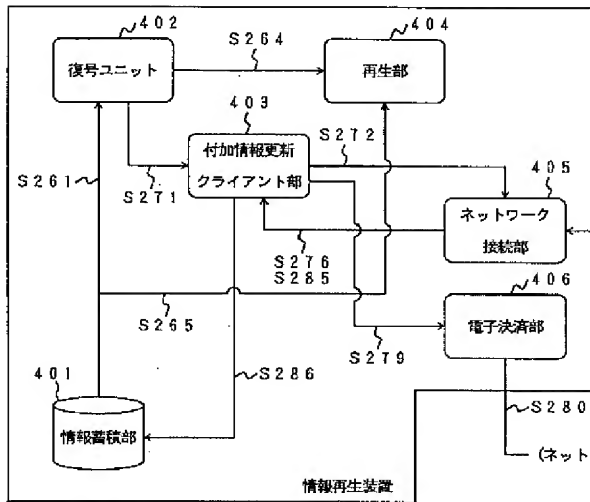 402
復号ユニット
S264
404
再生部
403
付加情報更新
クライアント部
S272
S261
S271
405
ネットワーク
接続部
S276
S285
406
電子決済部
S265
S279
401
S286
情報蓄積部
S280
(ネット
情報再生装置